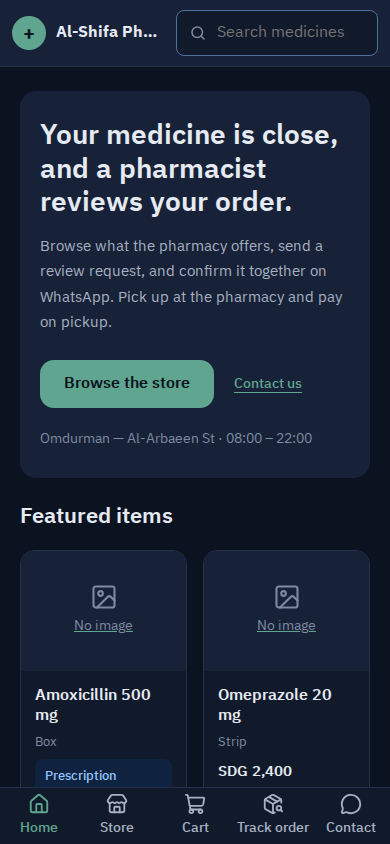 + Al-Shifa Ph... Search medicines
Your medicine is close,
and a pharmacist
reviews your order.
Browse what the pharmacy offers, send a
review request, and confirm it together on
WhatsApp. Pick up at the pharmacy and pay
on pickup.
Browse the store Contact us
Omdurman — Al-Arbaeen St · 08:00 – 22:00
Featured items
No image
Amoxicillin 500
mg
Box
Prescription
No image
Omeprazole 20
mg
Strip
SDG 2,400
Home Store Cart Track order Contact